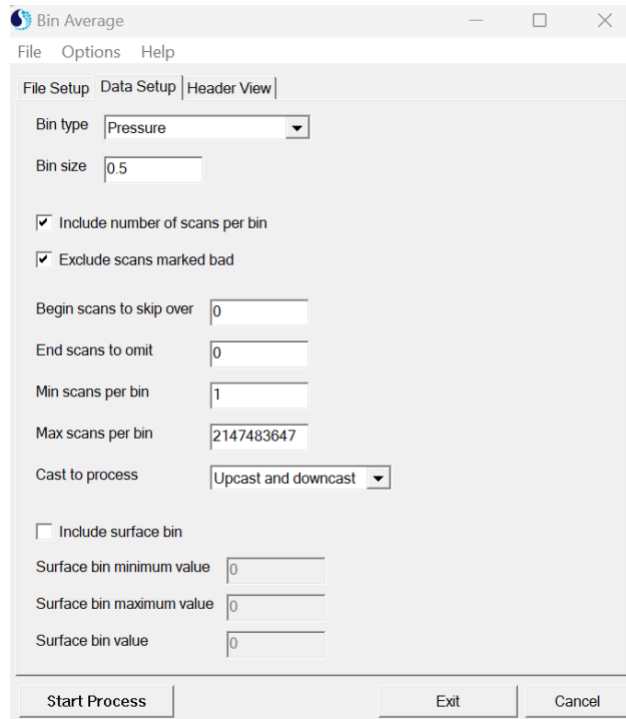 Bin Average
File Options Help
File Setup Data Setup Header View
Bin type Pressure
Bin size 0.5
Include number of scans per bin
Exclude scans marked bad
Begin scans to skip over 0
End scans to omit 0
Min scans per bin 1
Max scans per bin 2147483647
Cast to process Upcast and downcast
Include surface bin
Surface bin minimum value 0
Surface bin maximum value 0
Surface bin value 0
Start Process Exit Cancel